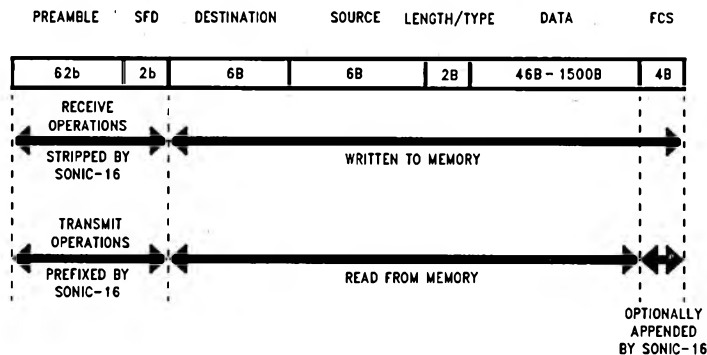 PREAMBLE SFD DESTINATION SOURCE LENGTH/TYPE DATA FCS
62b 2b 6B 6B 2B 46B-1500B 4B
RECEIVE
OPERATIONS
STRIPPED BY
SONIC-16
WRITTEN TO MEMORY
TRANSMIT
OPERATIONS
PREFIXED BY
SONIC-16
READ FROM MEMORY
OPTIONALLY
APPENDED
BY SONIC-16